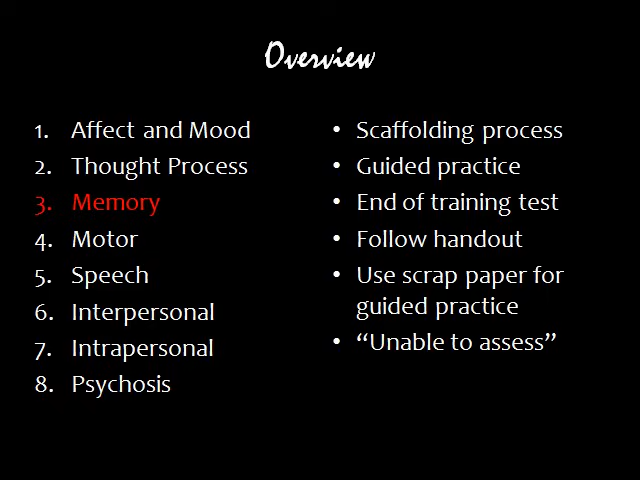 Overview
1. Affect and Mood
2. Thought Process
3. Memory
4. Motor
5. Speech
6. Interpersonal
7. Intrapersonal
8. Psychosis
• Scaffolding process
• Guided practice
• End of training test
• Follow handout
• Use scrap paper for
guided practice
• “Unable to assess”